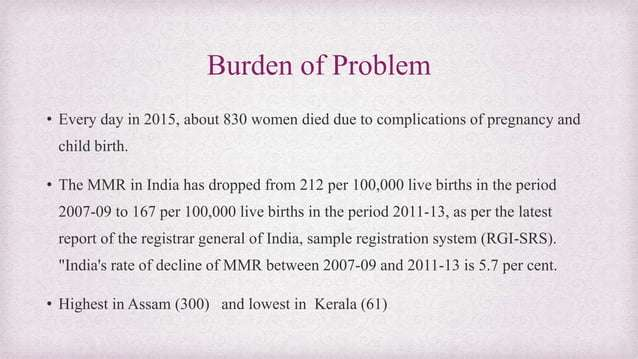 Burden of Problem
• Every day in 2015, about 830 women died due to complications of pregnancy and
child birth.
• The MMR in India has dropped from 212 per 100,000 live births in the period
2007-09 to 167 per 100,000 live births in the period 2011-13, as per the latest
report of the registrar general of India, sample registration system (RGI-SRS).
"India's rate of decline of MMR between 2007-09 and 2011-13 is 5.7 per cent.
• Highest in Assam (300)   and lowest in  Kerala (61)